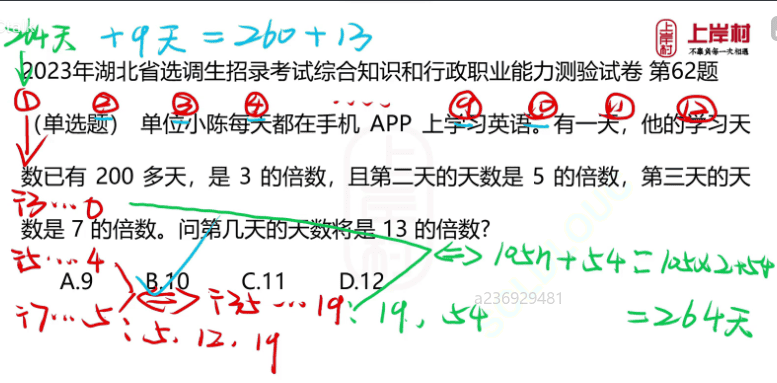 264天 +9天 = 260+13
上岸村
不负每一次相遇
2023年湖北省选调生招录考试综合知识和行政职业能力测验试卷 第62题
① ② ③ ④ .... ⑨ ⑩ ⑪ ⑫
（单选题） 单位小陈每天都在手机 APP 上学习英语。有一天，他的学习天
数已有 200 多天，是 3 的倍数，且第二天的天数是 5 的倍数，第三天的天
÷3…0
数是 7 的倍数。问第几天的天数将是 13 的倍数?
÷5…4
⇔ 105n+54=105×2+54
A.9 B.10 C.11 D.12
a236929481
÷7…5 ⇔ ÷35…19: 19、54
=264天
:5、12、19